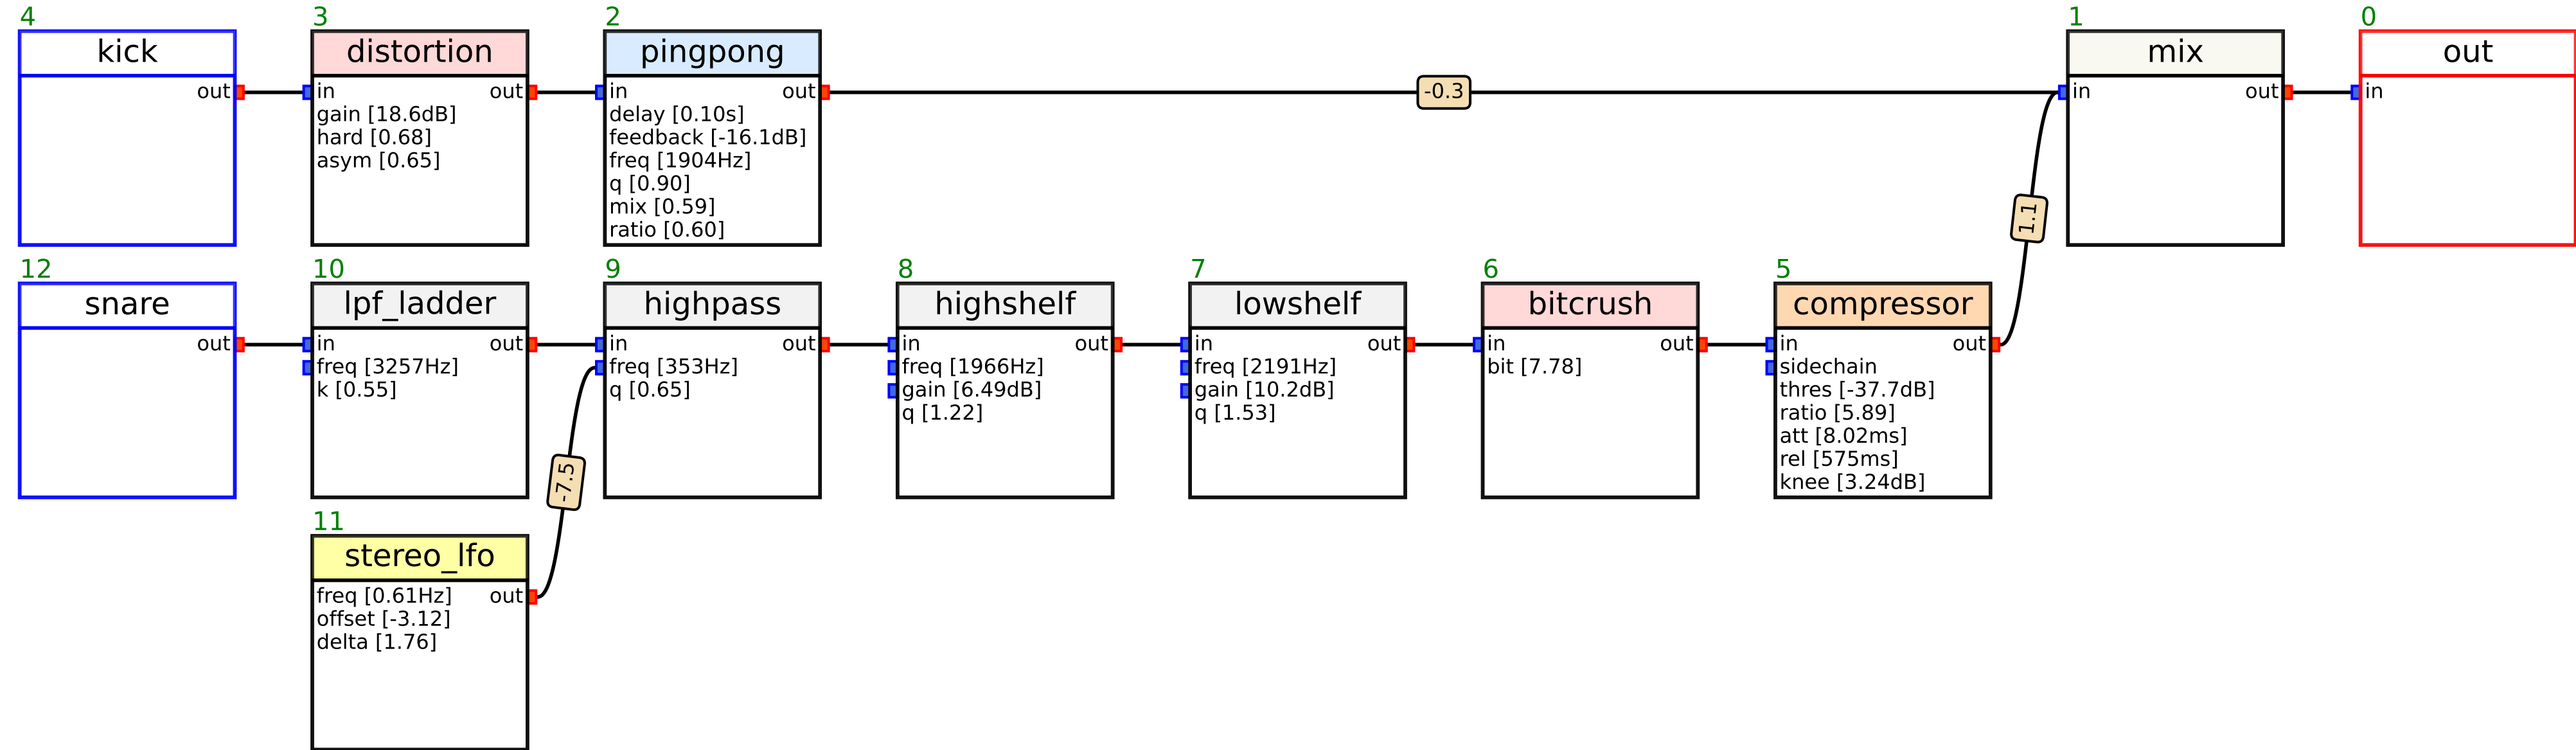 4
kick
out
3
distortion
in out
gain [18.6dB]
hard [0.68]
asym [0.65]
2
pingpong
in out
delay [0.10s]
feedback [-16.1dB]
freq [1904Hz]
q [0.90]
mix [0.59]
ratio [0.60]
-0.3
1
mix
in out
0
out
in
1.1
12
snare
out
10
lpf_ladder
in out
freq [3257Hz]
k [0.55]
9
highpass
in out
freq [353Hz]
q [0.65]
8
highshelf
in out
freq [1966Hz]
gain [6.49dB]
q [1.22]
7
lowshelf
in out
freq [2191Hz]
gain [10.2dB]
q [1.53]
6
bitcrush
in out
bit [7.78]
5
compressor
in out
sidechain
thres [-37.7dB]
ratio [5.89]
att [8.02ms]
rel [575ms]
knee [3.24dB]
-7.5
11
stereo_lfo
freq [0.61Hz] out
offset [-3.12]
delta [1.76]